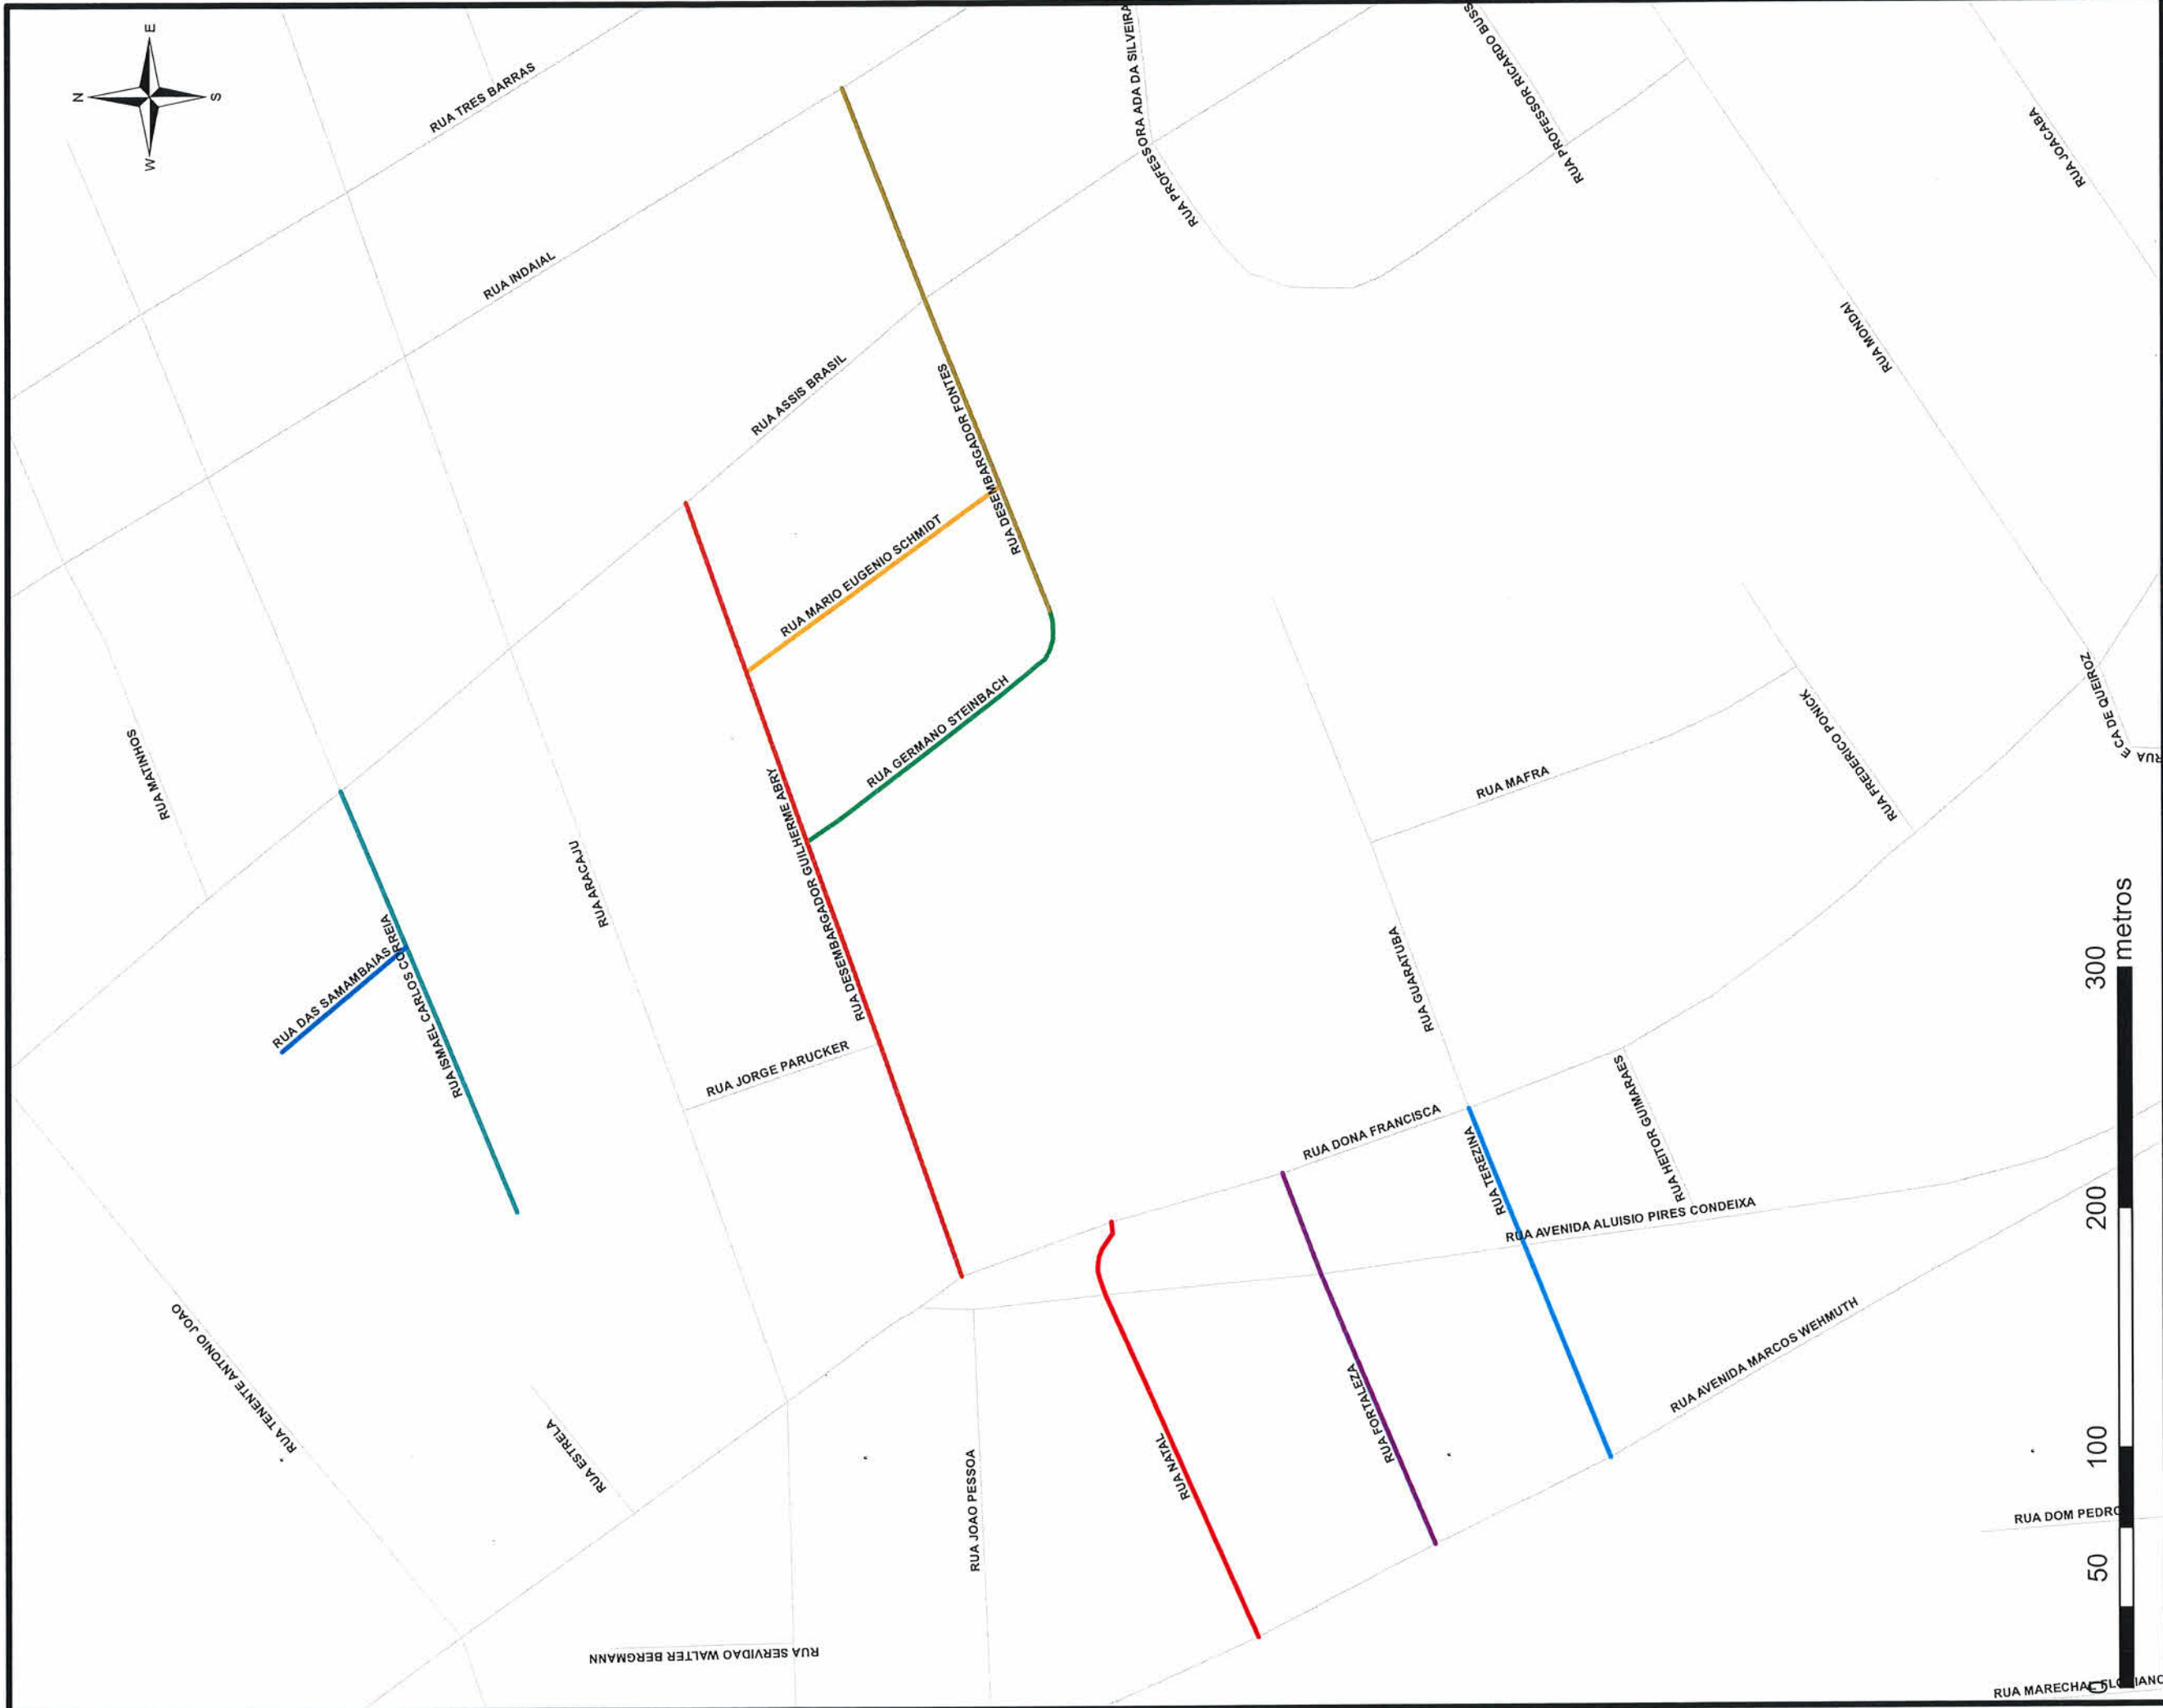 N
E
S
W
RUA TRES BARRAS
RUA INDAIAL
RUA PROFESSORA ADA DA SILVEIRA
RUA PROFESSOR RICARDO BUSS
RUA JOACABA
RUA ASSIS BRASIL
RUA DESEMBARGADOR FONTES
RUA MONDAI
RUA MARIO EUGENIO SCHMIDT
RUA GERMANO STEINBACH
RUA MATINHOS
RUA ARACAJU
RUA DESEMBARGADOR GUILHERME ABRY
RUA MAFRA
RUA FREDERICO PONICK
RUA
ECA DE QUEIROZ
RUA DAS SAMAMBAIAS
RUA ISMAEL CARLOS CORREIA
RUA GUARATUBA
RUA JORGE PARUCKER
RUA DONA FRANCISCA
RUA TEREZINA
RUA HEITOR GUIMARAES
RUA AVENIDA ALUISIO PIRES CONDEIXA
RUA AVENIDA MARCOS WEHMUTH
RUA TENENTE ANTONIO JOAO
RUA ESTRELA
RUA JOAO PESSOA
RUA NATAL
RUA FORTALEZA
RUA SERVIDAO WALTER BERGMANN
RUA DOM PEDRO
RUA MARECHAL FLORIANO
0 50 100 200 300
metros